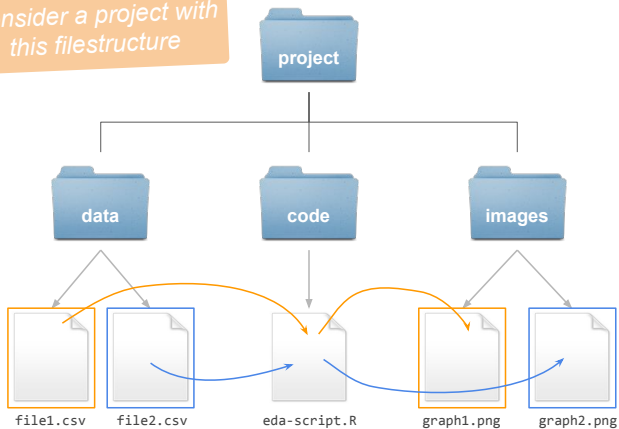 nsider a project with
this filestructure
project
data
code
images
file1.csv
file2.csv
eda-script.R
graph1.png
graph2.png